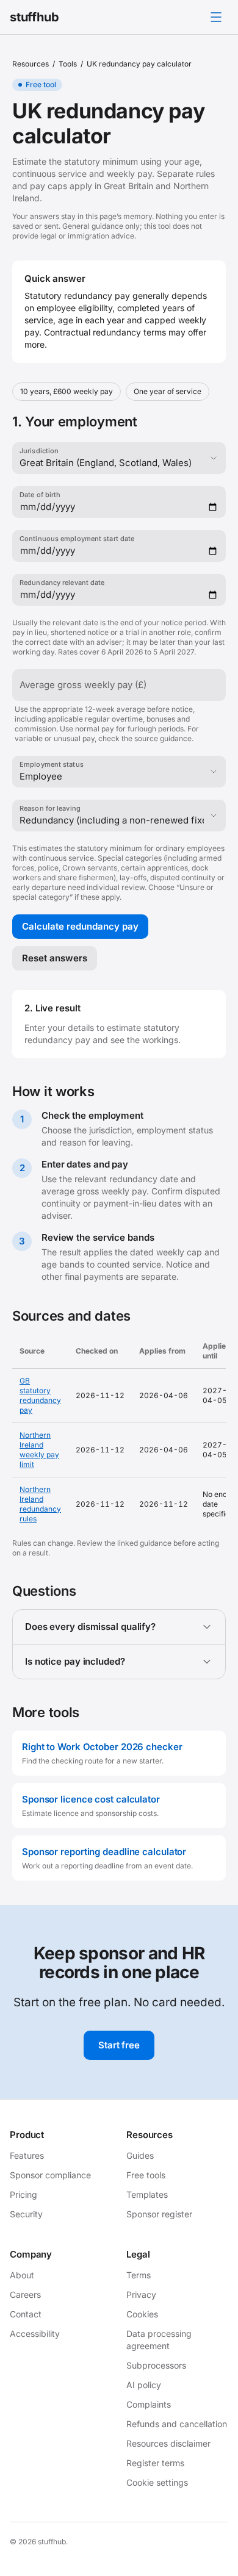 stuffhub
Resources / Tools / UK redundancy pay calculator
Free tool
UK redundancy pay
calculator
Estimate the statutory minimum using your age,
continuous service and weekly pay. Separate rules
and pay caps apply in Great Britain and Northern
Ireland.
Your answers stay in this page's memory. Nothing you enter is
saved or sent. General guidance only; this tool does not
provide legal or immigration advice.
Quick answer
Statutory redundancy pay generally depends
on employee eligibility, completed years of
service, age in each year and capped weekly
pay. Contractual redundancy terms may offer
more.
10 years, £600 weekly pay
One year of service
1. Your employment
Jurisdiction
Great Britain (England, Scotland, Wales)
Date of birth
mm/dd/yyyy
Continuous employment start date
mm/dd/yyyy
Redundancy relevant date
mm/dd/yyyy
Usually the relevant date is the end of your notice period. With
pay in lieu, shortened notice or a trial in another role, confirm
the correct date with an adviser; it may be later than your last
working day. Rates cover 6 April 2026 to 5 April 2027.
Average gross weekly pay (£)
Use the appropriate 12-week average before notice,
including applicable regular overtime, bonuses and
commission. Use normal pay for furlough periods. For
variable or unusual pay, check the source guidance.
Employment status
Employee
Reason for leaving
Redundancy (including a non-renewed fixe
This estimates the statutory minimum for ordinary employees
with continuous service. Special categories (including armed
forces, police, Crown servants, certain apprentices, dock
workers and share fishermen), lay-offs, disputed continuity or
early departure need individual review. Choose "Unsure or
special category" if these apply.
Calculate redundancy pay
Reset answers
2. Live result
Enter your details to estimate statutory
redundancy pay and see the workings.
How it works
1
Check the employment
Choose the jurisdiction, employment status
and reason for leaving.
2
Enter dates and pay
Use the relevant redundancy date and
average gross weekly pay. Confirm disputed
continuity or payment-in-lieu dates with an
adviser.
3
Review the service bands
The result applies the dated weekly cap and
age bands to counted service. Notice and
other final payments are separate.
Sources and dates
Source Checked on Applies from Applie
until
GB
statutory
redundancy
pay
2026-11-12 2026-04-06 2027-
04-05
Northern
Ireland
weekly pay
limit
2026-11-12 2026-04-06 2027-
04-05
Northern
Ireland
redundancy
rules
2026-11-12 2026-11-12 No end
date
specifi
Rules can change. Review the linked guidance before acting
on a result.
Questions
Does every dismissal qualify?
Is notice pay included?
More tools
Right to Work October 2026 checker
Find the checking route for a new starter.
Sponsor licence cost calculator
Estimate licence and sponsorship costs.
Sponsor reporting deadline calculator
Work out a reporting deadline from an event date.
Keep sponsor and HR
records in one place
Start on the free plan. No card needed.
Start free
Product
Features
Sponsor compliance
Pricing
Security
Resources
Guides
Free tools
Templates
Sponsor register
Company
About
Careers
Contact
Accessibility
Legal
Terms
Privacy
Cookies
Data processing
agreement
Subprocessors
AI policy
Complaints
Refunds and cancellation
Resources disclaimer
Register terms
Cookie settings
© 2026 stuffhub.